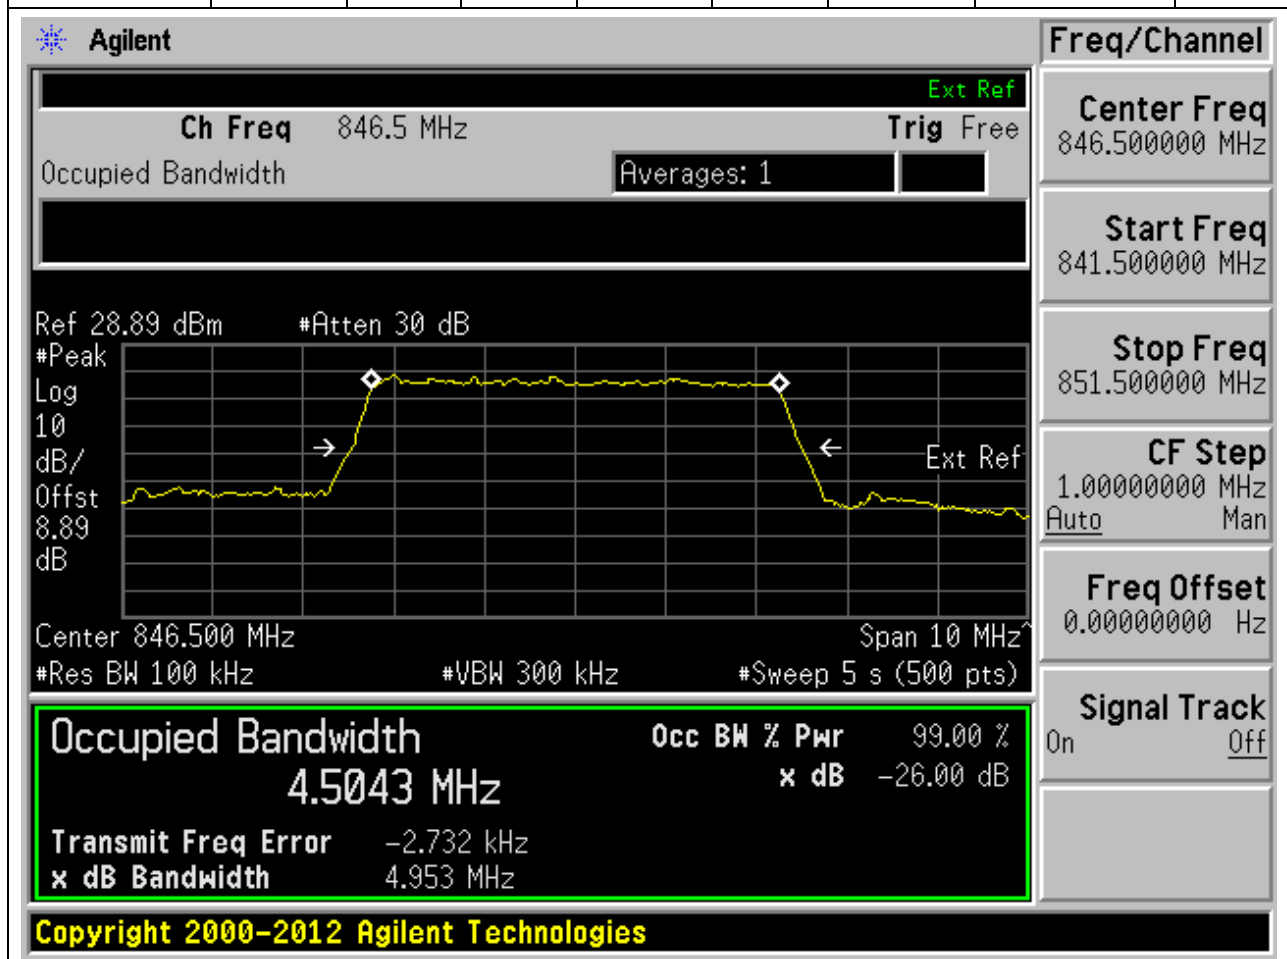 Agilent
Freq/Channel
Ext Ref
Ch Freq 846.5 MHz Trig Free
Occupied Bandwidth Averages: 1
Center Freq
846.500000 MHz
Start Freq
841.500000 MHz
Stop Freq
851.500000 MHz
CF Step
1.00000000 MHz
Auto Man
Freq Offset
0.00000000 Hz
Signal Track
On Off
Ref 28.89 dBm #Atten 30 dB
#Peak
Log
10
dB/
Offst
8.89
dB
Ext Ref
Center 846.500 MHz Span 10 MHz^
#Res BW 100 kHz #VBW 300 kHz #Sweep 5 s (500 pts)
Occupied Bandwidth Occ BW % Pwr 99.00 %
4.5043 MHz x dB -26.00 dB
Transmit Freq Error -2.732 kHz
x dB Bandwidth 4.953 MHz
Copyright 2000-2012 Agilent Technologies